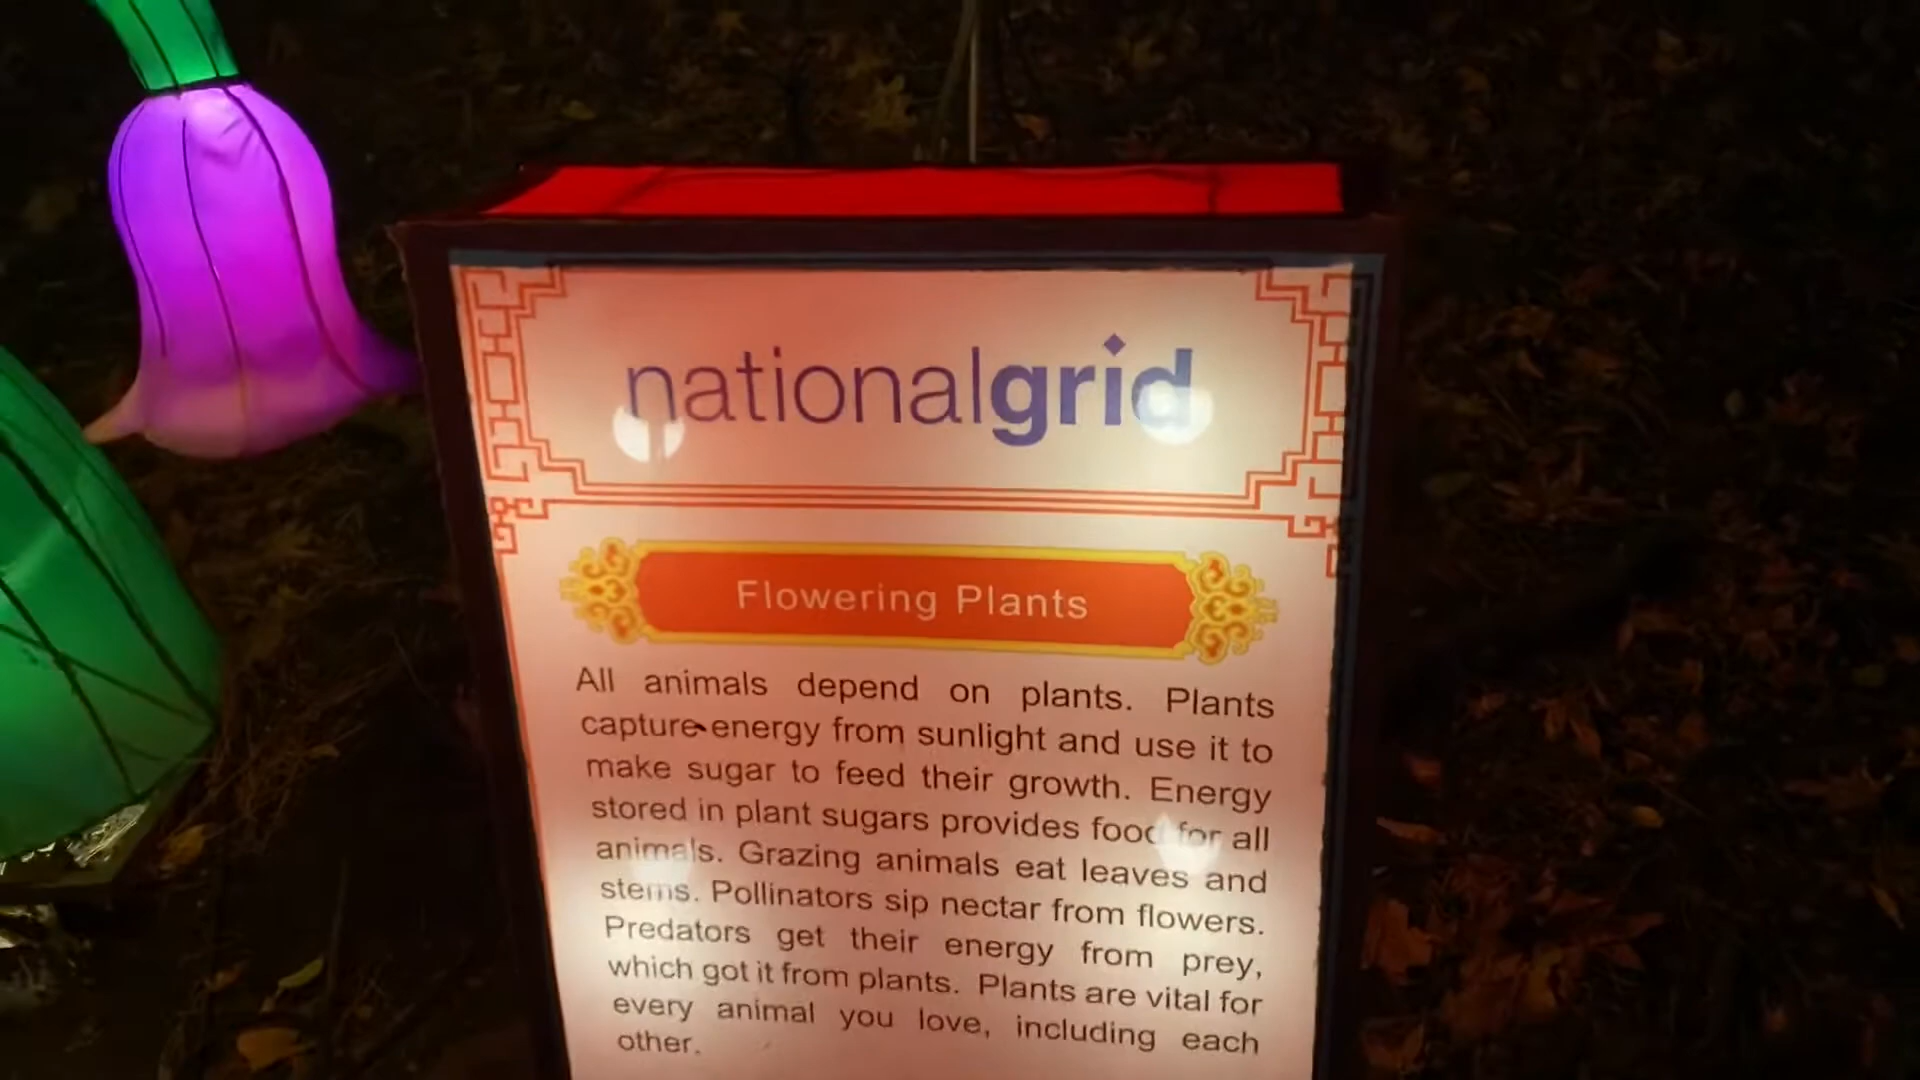 nationalgrid
Flowering Plants
All animals depend on plants. Plants
capture energy from sunlight and use it to
make sugar to feed their growth. Energy
stored in plant sugars provides food for all
animals. Grazing animals eat leaves and
stems. Pollinators sip nectar from flowers.
Predators get their energy from prey,
which got it from plants. Plants are vital for
every animal you love, including each
other.